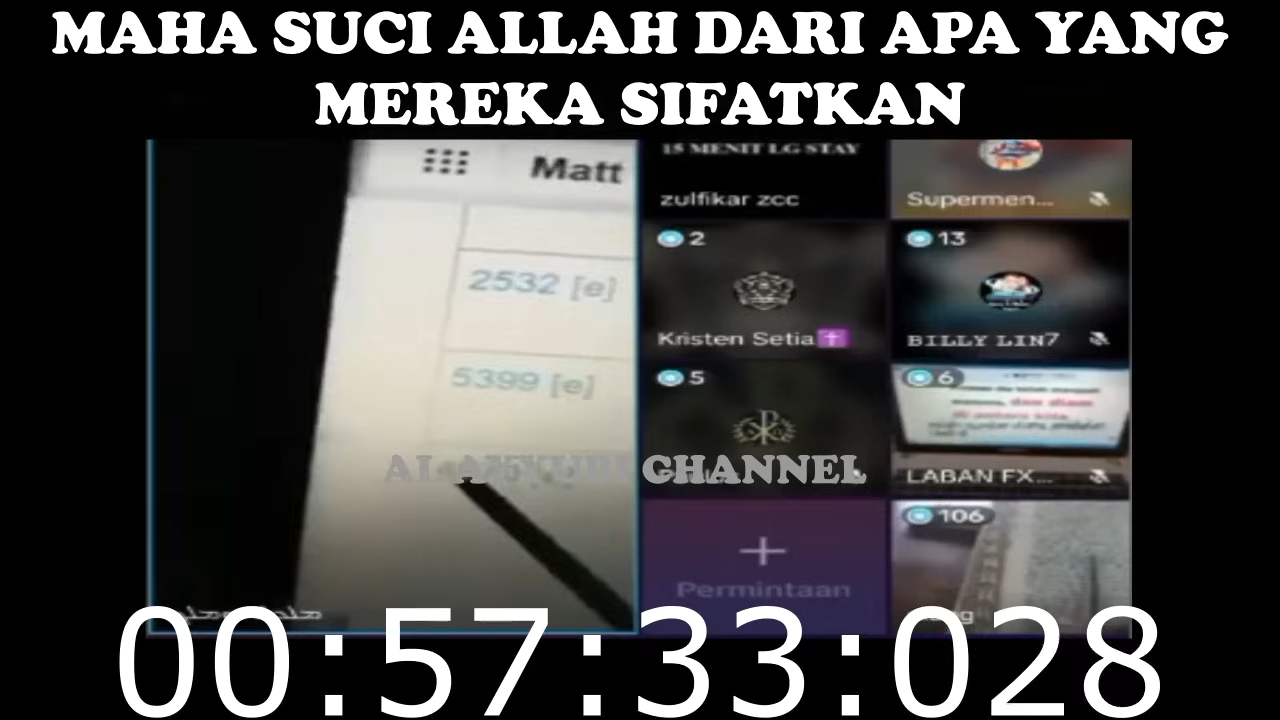 MAHA SUCI ALLAH DARI APA YANG
MEREKA SIFATKAN
Matt
2532 [e]
5399 [e]
15 MENIT LG STAY
zulfikar zcc
Supermen...
2
Kristen Setia
13
BILLY LIN7
5
6
LABAN FX...
CHANNEL
Permintaan
106
00:57:33:028